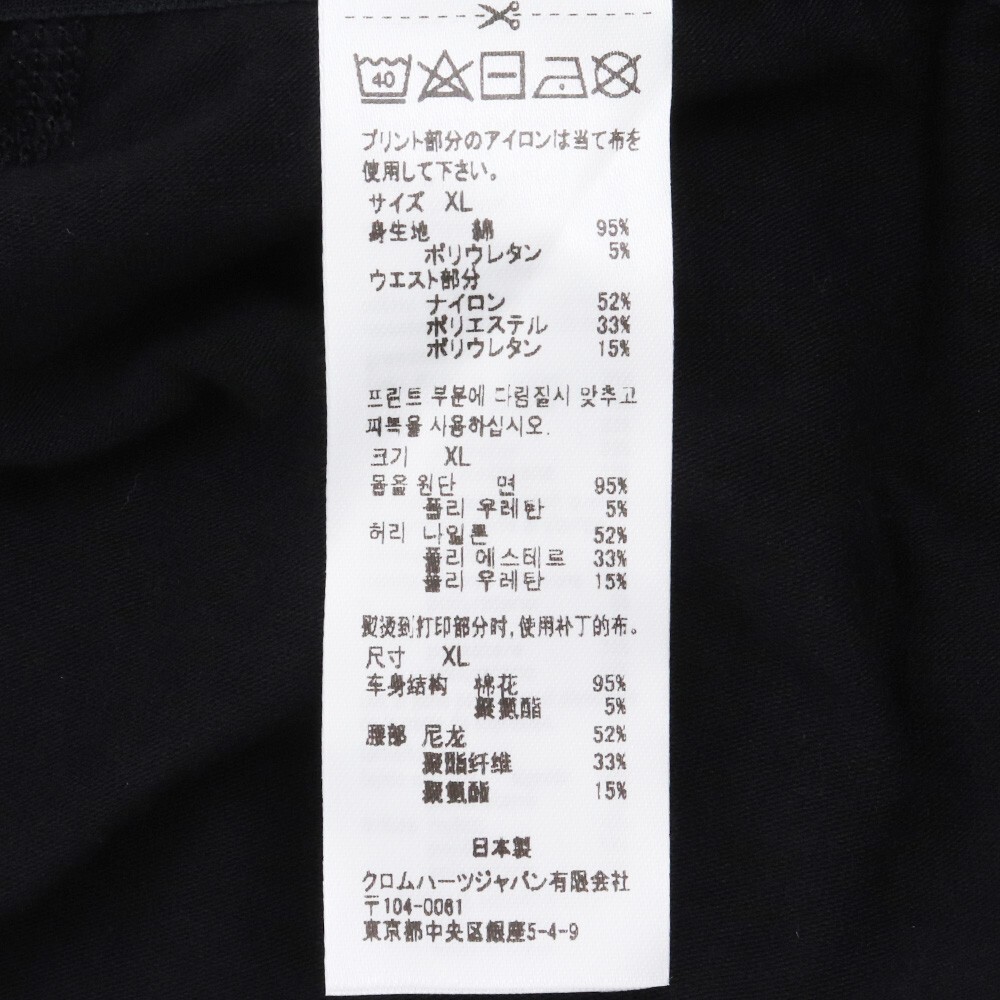 40
プリント部分のアイロンは当て布を
使用して下さい。
サイズ XL
身生地 綿 95%
ポリウレタン 5%
ウエスト部分
ナイロン 52%
ポリエステル 33%
ポリウレタン 15%
프린트 부분에 다림질시 맞추고
피복을 사용하십시오.
크기 XL
몸을 원단 면 95%
폴리 우레탄 5%
허리 나일론 52%
폴리 에스테르 33%
폴리 우레탄 15%
熨烫到打印部分时,使用补丁的布。
尺寸 XL
车身结构 棉花 95%
聚氨酯 5%
腰部 尼龙 52%
聚酯纤维 33%
聚氨酯 15%
日本製
クロムハーツジャパン有限会社
〒104-0061
東京都中央区銀座5-4-9